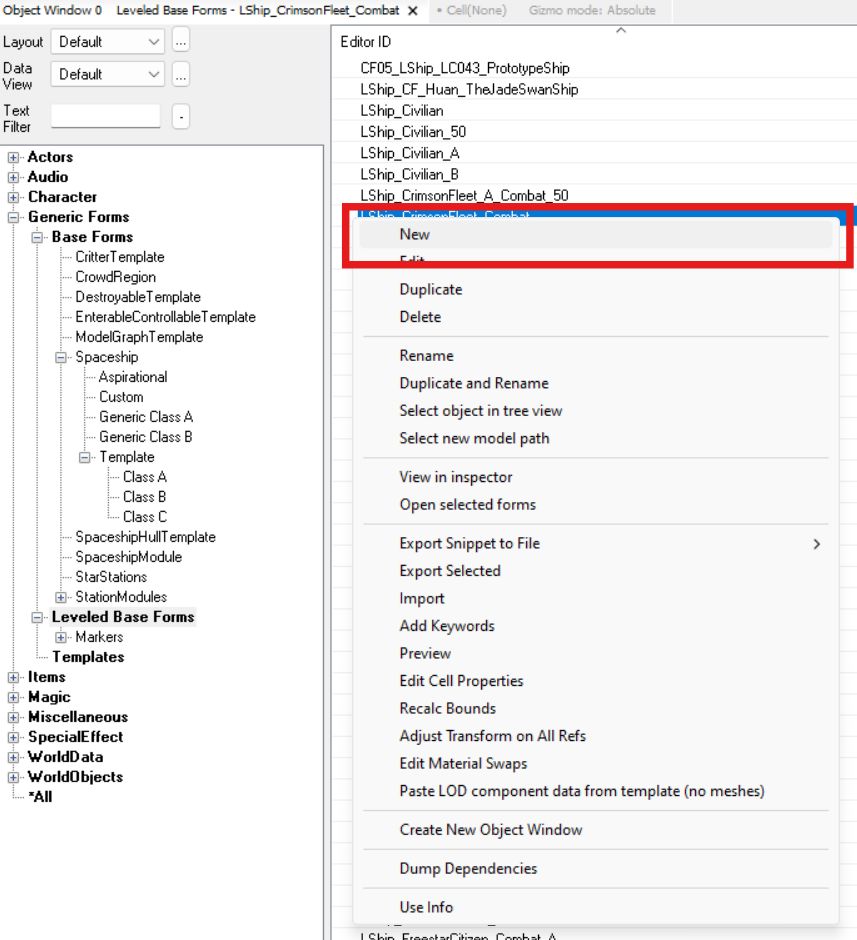 Object Window 0 Leveled Base Forms - LShip_CrimsonFleet_Combat × • Cell(None) Gizmo mode: Absolute
Layout Default ...
Data View Default ...
Text Filter -
Actors
Audio
Character
Generic Forms
Base Forms
CritterTemplate
CrowdRegion
DestroyableTemplate
EnterableControllableTemplate
ModelGraphTemplate
Spaceship
Aspirational
Custom
Generic Class A
Generic Class B
Template
Class A
Class B
Class C
SpaceshipHullTemplate
SpaceshipModule
StarStations
StationModules
Leveled Base Forms
Markers
Templates
Items
Magic
Miscellaneous
SpecialEffect
WorldData
WorldObjects
*All
Editor ID
CF05_LShip_LC043_PrototypeShip
LShip_CF_Huan_TheJadeSwanShip
LShip_Civilian
LShip_Civilian_50
LShip_Civilian_A
LShip_Civilian_B
LShip_CrimsonFleet_A_Combat_50
LShip_CrimsonFleet_Combat
New
Edit
Duplicate
Delete
Rename
Duplicate and Rename
Select object in tree view
Select new model path
View in inspector
Open selected forms
Export Snippet to File
Export Selected
Import
Add Keywords
Preview
Edit Cell Properties
Recalc Bounds
Adjust Transform on All Refs
Edit Material Swaps
Paste LOD component data from template (no meshes)
Create New Object Window
Dump Dependencies
Use Info
LShip_FreestarCitizen_Combat_A